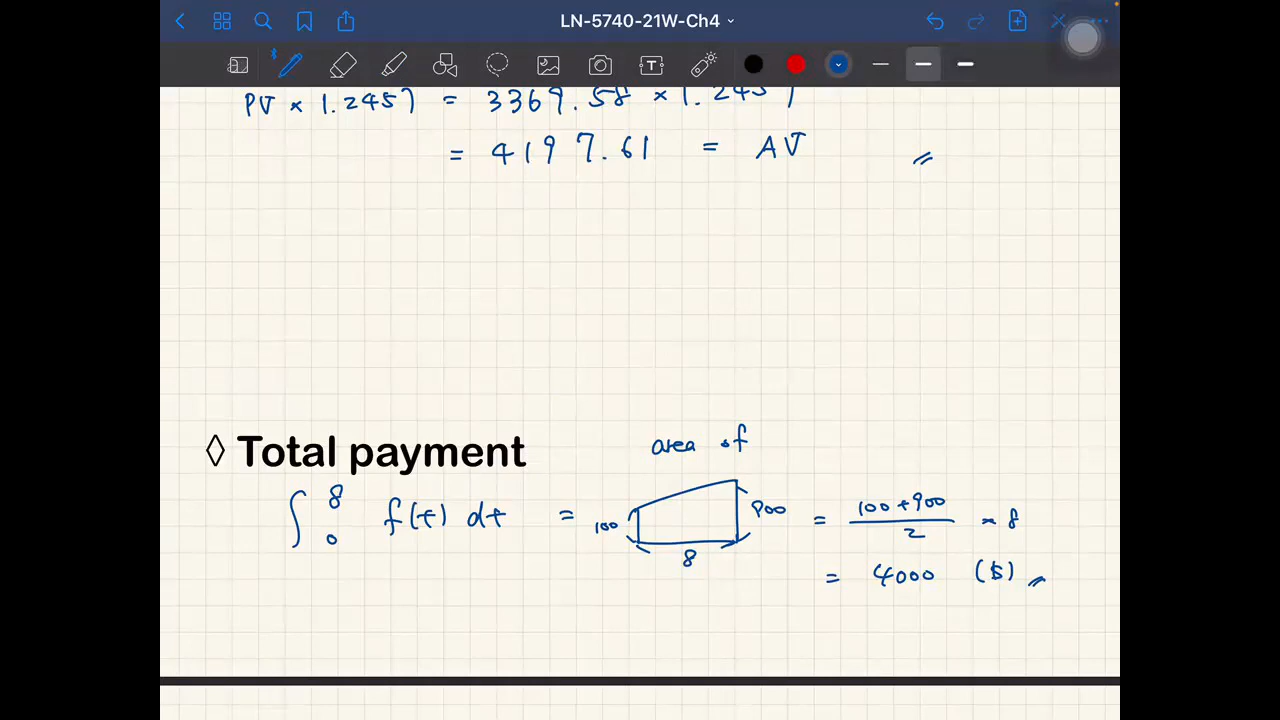 LN-5740-21W-Ch4
PV × 1.2457 = 3369.58 × 1.2457
= 4197.61 = AV
◊ Total payment
area of
∫₀⁸ f(t) dt = 100 8 900 = (100+900)/2 × 8
= 4000 ($)